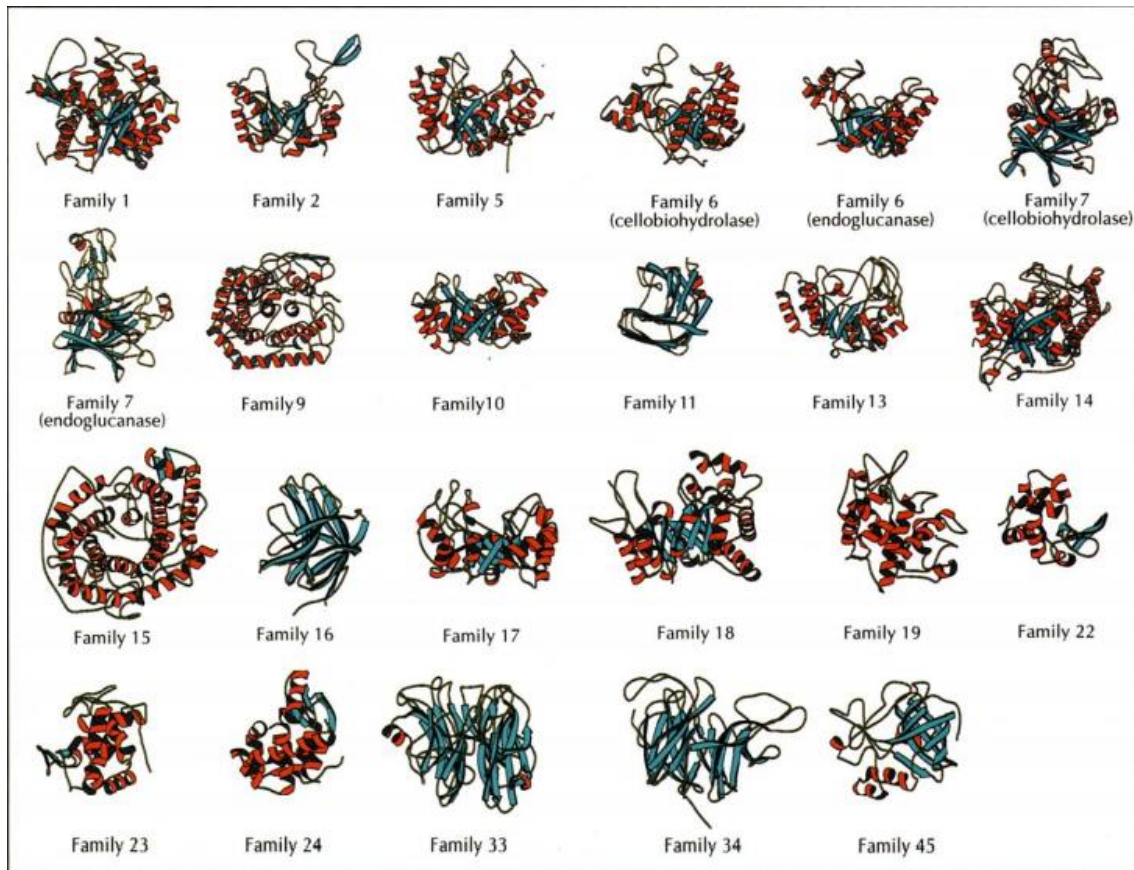 Family 1
Family 2
Family 5
Family 6
(cellobiohydrolase)
Family 6
(endoglucanase)
Family 7
(cellobiohydrolase)
Family 7
(endoglucanase)
Family 9
Family10
Family 11
Family 13
Family 14
Family 15
Family 16
Family 17
Family 18
Family 19
Family 22
Family 23
Family 24
Family 33
Family 34
Family 45